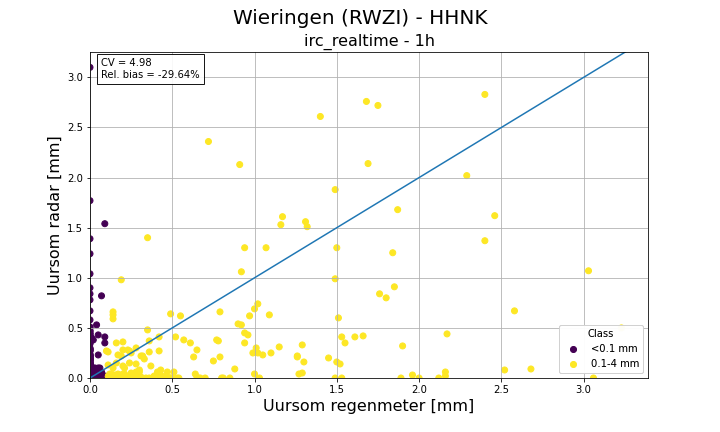 Wieringen (RWZI) - HHNK
irc_realtime - 1h
CV = 4.98
Rel. bias = -29.64%
Uursom radar [mm]
3.0
2.5
2.0
1.5
1.0
0.5
0.0
Class
<0.1 mm
0.1-4 mm
0.0 0.5 1.0 1.5 2.0 2.5 3.0
Uursom regenmeter [mm]